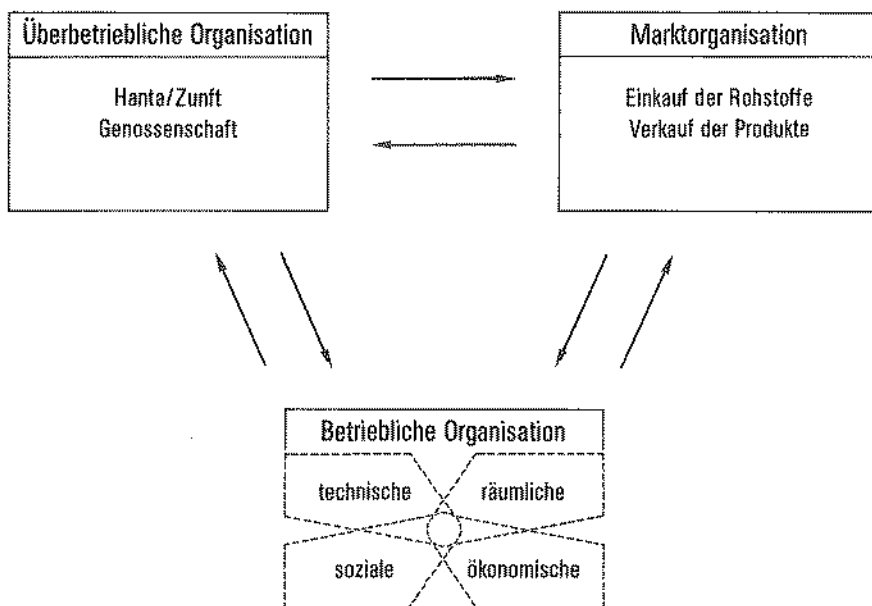 Überbetriebliche Organisation
Hanta/Zunft
Genossenschaft
Marktorganisation
Einkauf der Rohstoffe
Verkauf der Produkte
Betriebliche Organisation
technische räumliche
soziale ökonomische